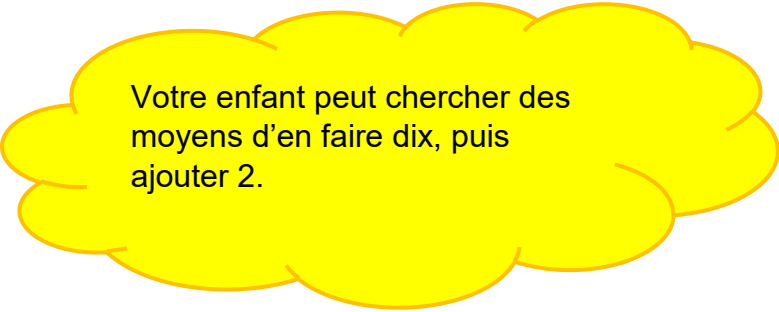 Votre enfant peut chercher des
moyens d’en faire dix, puis
ajouter 2.